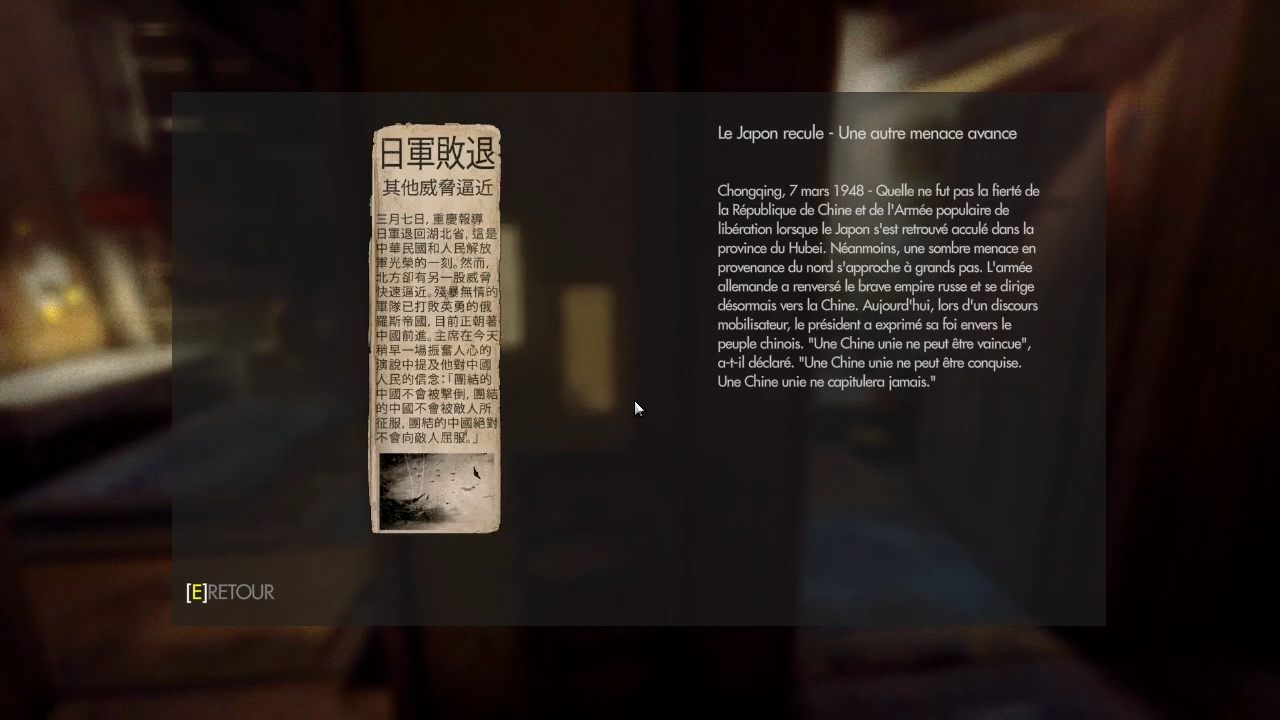 日軍敗退
其他威脅逼近
三月七日, 重慶報導
日軍退回湖北省, 這是
中華民國和人民解放
軍光榮的一刻。然而,
北方卻有另一股威脅
快速逼近。殘暴無情的
軍隊已打敗英勇的俄
羅斯帝國, 目前正朝著
中國前進。主席在今天
稍早一場振奮人心的
演說中提及他對中國
人民的信念：「團結的
中國不會被擊倒, 團結
的中國不會被敵人所
征服, 團結的中國絕對
不會向敵人屈服。」
Le Japon recule - Une autre menace avance
Chongqing, 7 mars 1948 - Quelle ne fut pas la fierté de
la République de Chine et de l'Armée populaire de
libération lorsque le Japon s'est retrouvé acculé dans la
province du Hubei. Néanmoins, une sombre menace en
provenance du nord s'approche à grands pas. L'armée
allemande a renversé le brave empire russe et se dirige
désormais vers la Chine. Aujourd'hui, lors d'un discours
mobilisateur, le président a exprimé sa foi envers le
peuple chinois. "Une Chine unie ne peut être vaincue",
a-t-il déclaré. "Une Chine unie ne peut être conquise.
Une Chine unie ne capitulera jamais."
[E]RETOUR